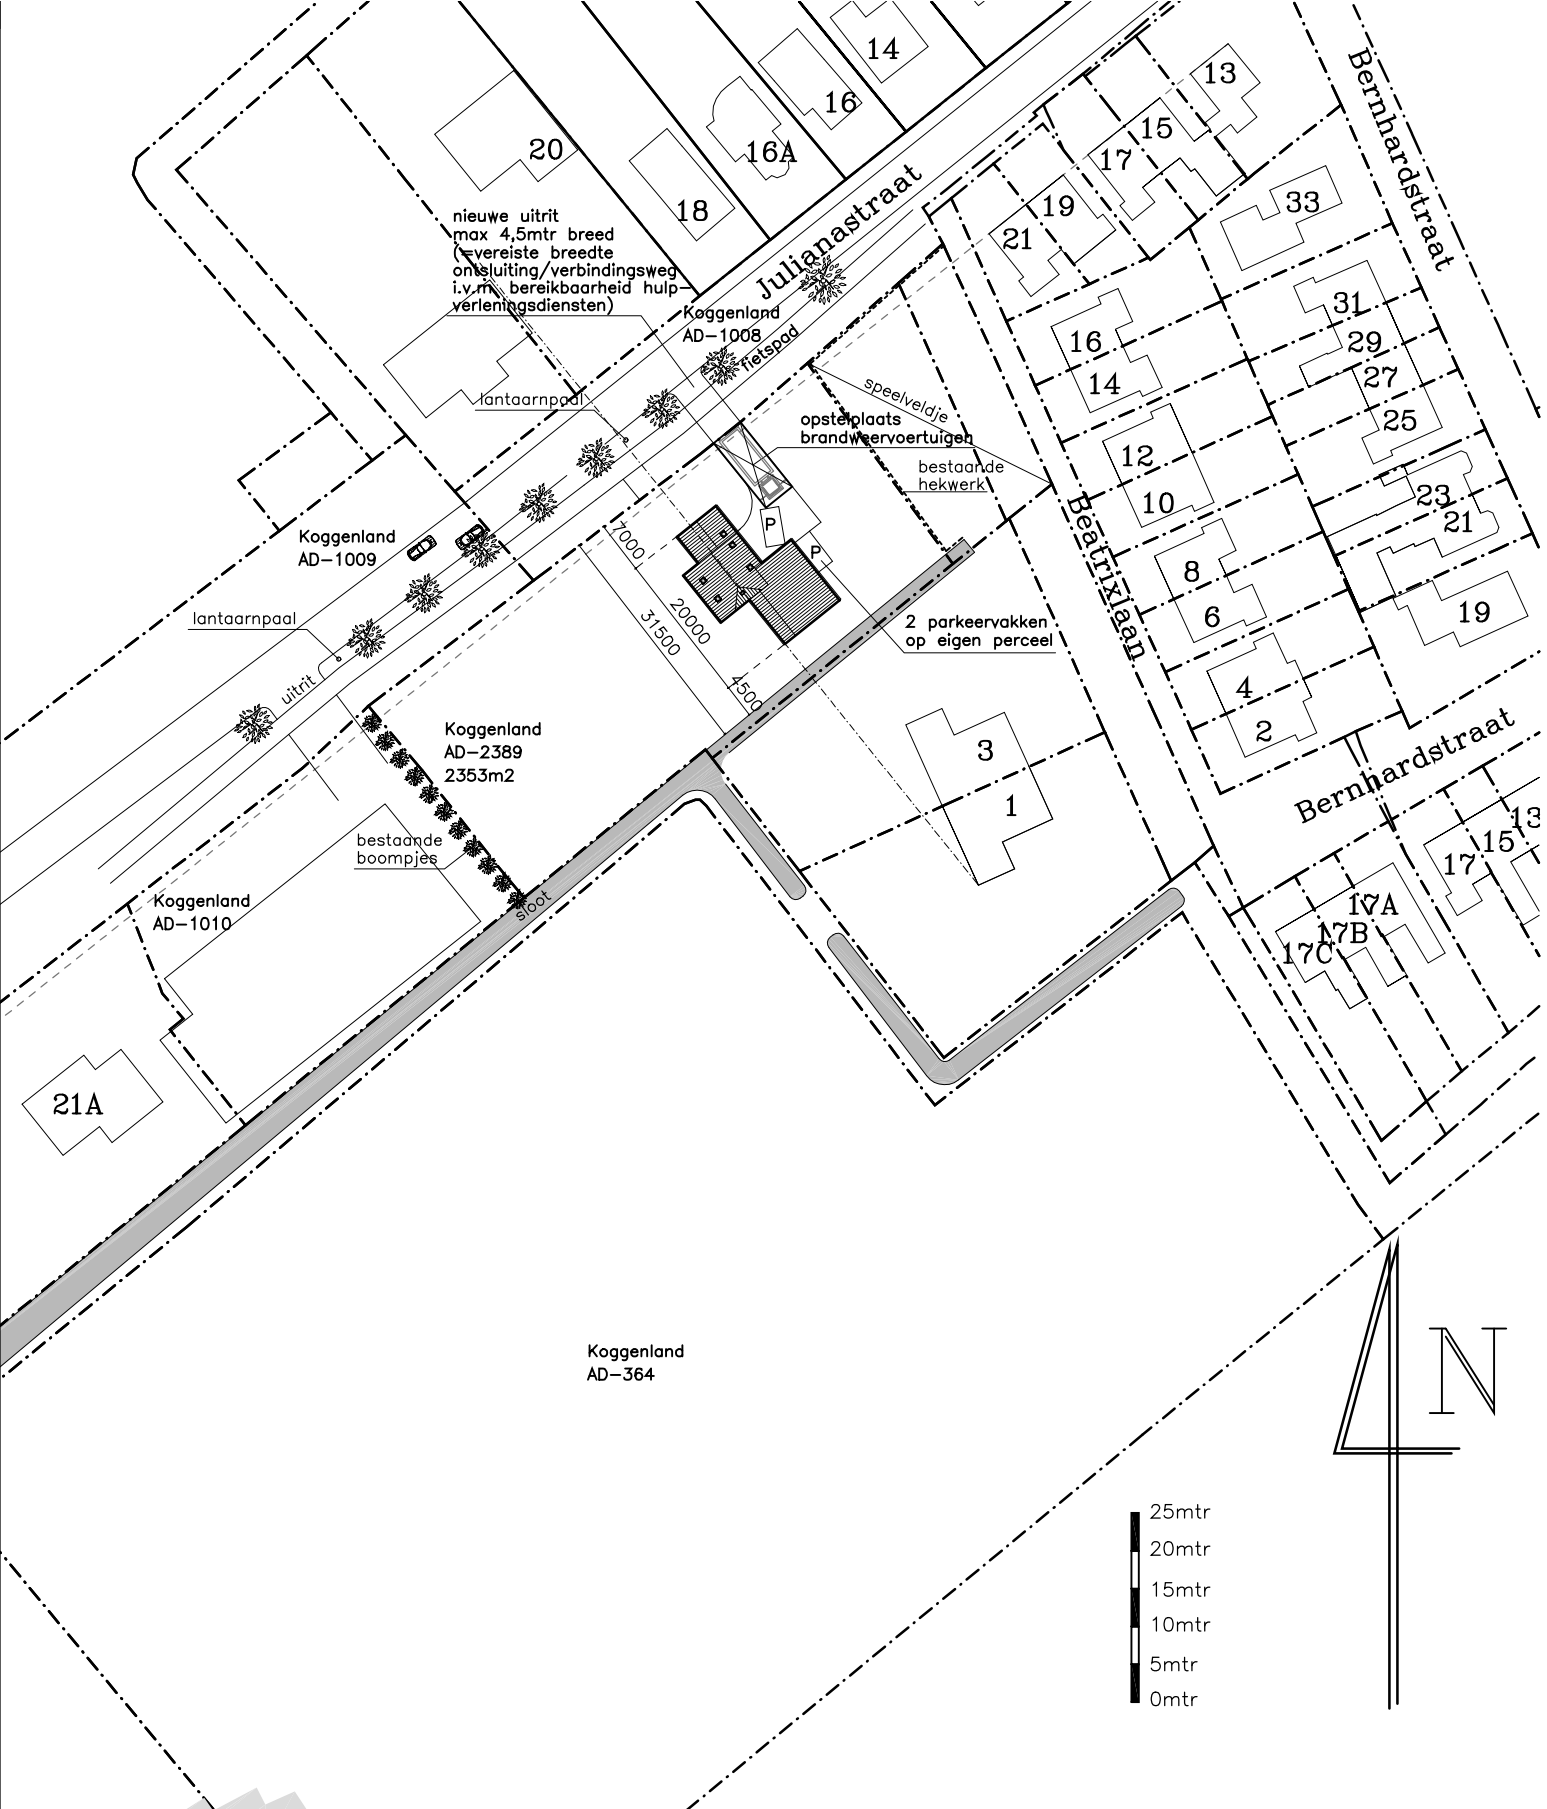 14
16
16A
20
18
13
15
17
19
21
33
31
29
27
25
23
21
19
Bernhardstraat
Julianastraat
nieuwe uitrit
max 4,5mtr breed
(=vereiste breedte
ontsluiting/verbindingsweg
i.v.m. bereikbaarheid hulp-
verleningsdiensten)
Koggenland
AD-1008
fietspad
lantaarnpaal
speelveldje
opstelplaats
brandweervoertuigen
bestaande
hekwerk
16
14
12
10
8
6
4
2
Beatrixlaan
Koggenland
AD-1009
P
P
7000
20000
31500
4500
2 parkeervakken
op eigen perceel
lantaarnpaal
uitrit
Koggenland
AD-2389
2353m2
3
1
Bernhardstraat
13
15
17
17A
17B
17C
bestaande
boompjes
sloot
Koggenland
AD-1010
21A
Koggenland
AD-364
N
25mtr
20mtr
15mtr
10mtr
5mtr
0mtr